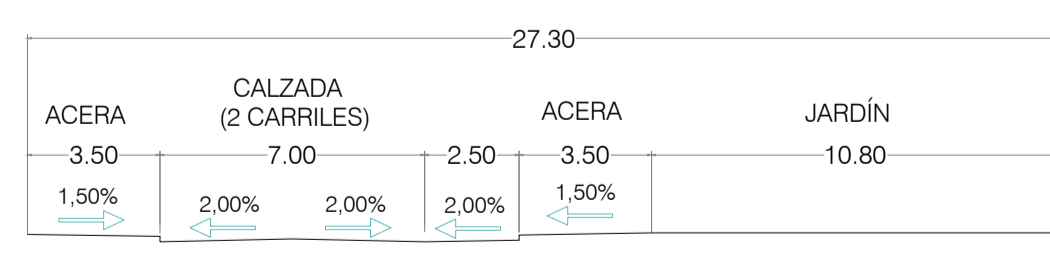 27.30
CALZADA
(2 CARRILES)
ACERA
ACERA
JARDÍN
3.50
7.00
2.50
3.50
10.80
1,50%
2,00%
2,00%
2,00%
1,50%